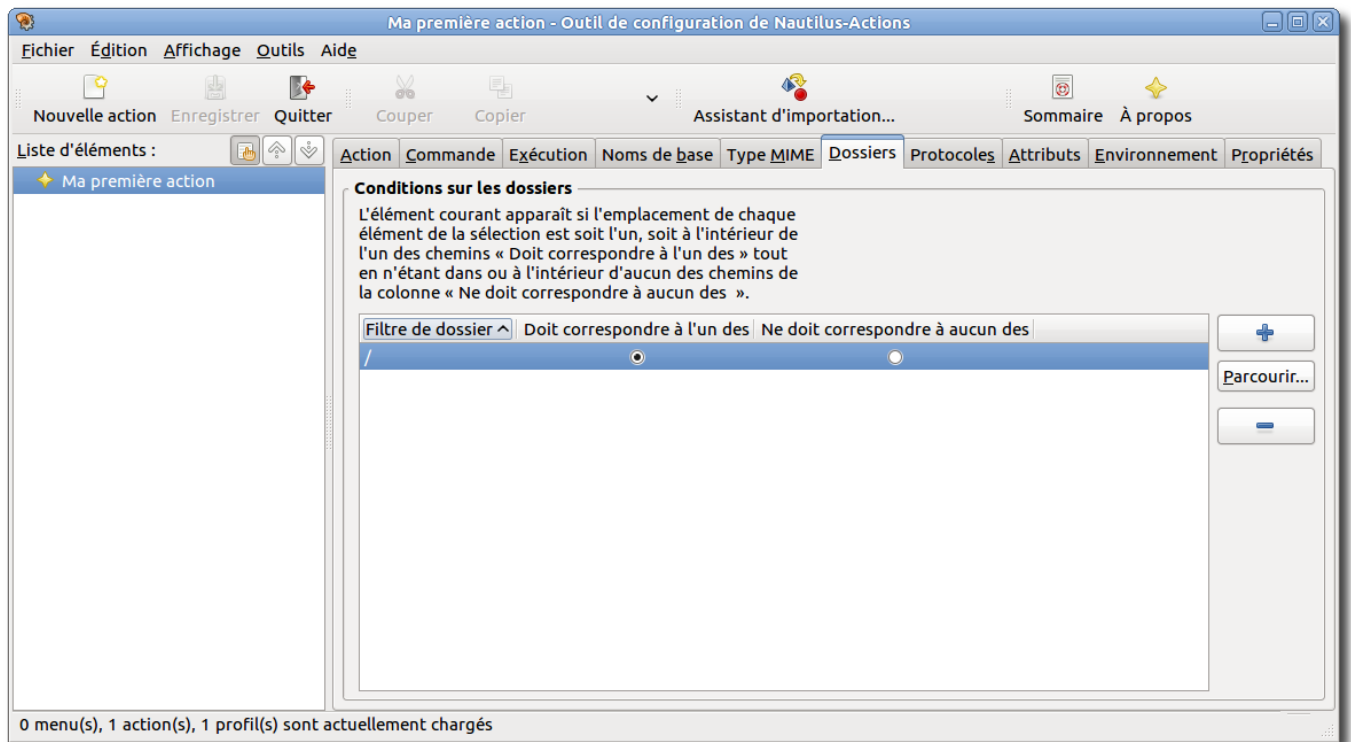 Ma première action - Outil de configuration de Nautilus-Actions
Fichier Édition Affichage Outils Aide
Nouvelle action Enregistrer Quitter Couper Copier Assistant d'importation... Sommaire À propos
Liste d'éléments :
Ma première action
Action Commande Exécution Noms de base Type MIME Dossiers Protocoles Attributs Environnement Propriétés
Conditions sur les dossiers
L'élément courant apparaît si l'emplacement de chaque
élément de la sélection est soit l'un, soit à l'intérieur de
l'un des chemins « Doit correspondre à l'un des » tout
en n'étant dans ou à l'intérieur d'aucun des chemins de
la colonne « Ne doit correspondre à aucun des  ».
Filtre de dossier Doit correspondre à l'un des Ne doit correspondre à aucun des
/
Parcourir...
0 menu(s), 1 action(s), 1 profil(s) sont actuellement chargés